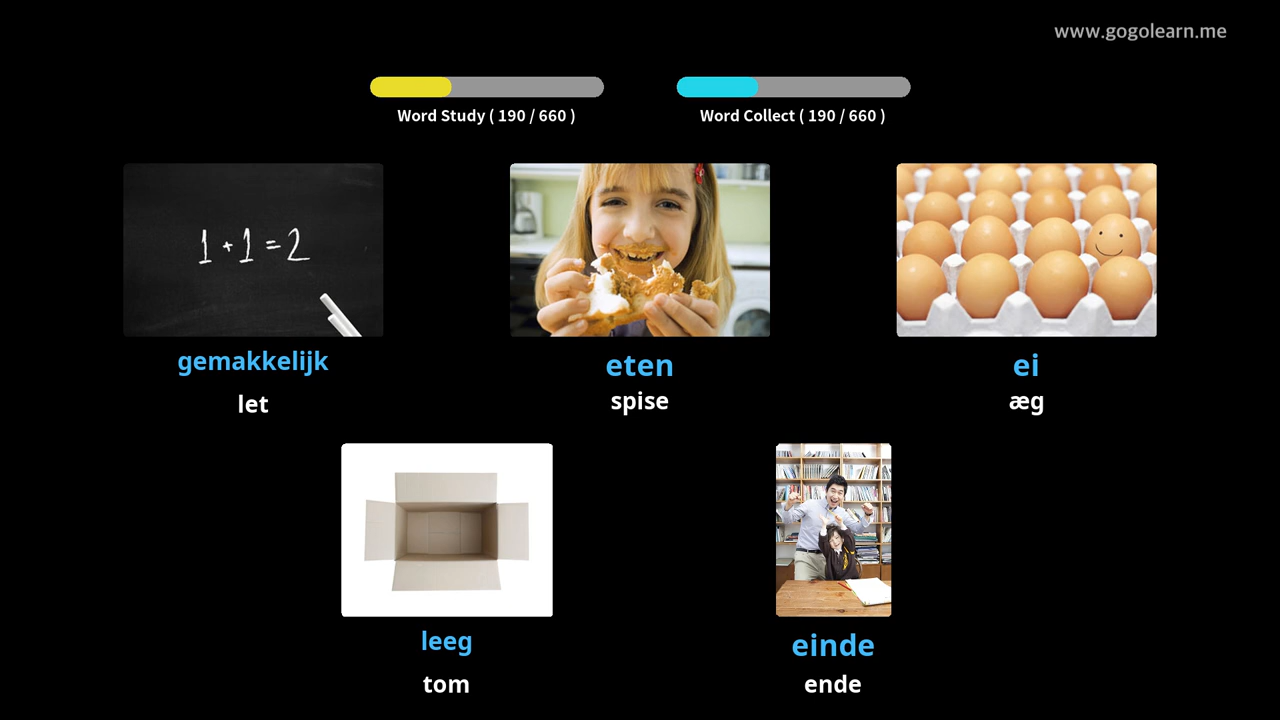 www.gogolearn.me
Word Study ( 190 / 660 )
Word Collect ( 190 / 660 )
1 + 1 = 2
gemakkelijk
let
eten
spise
ei
æg
leeg
tom
einde
ende